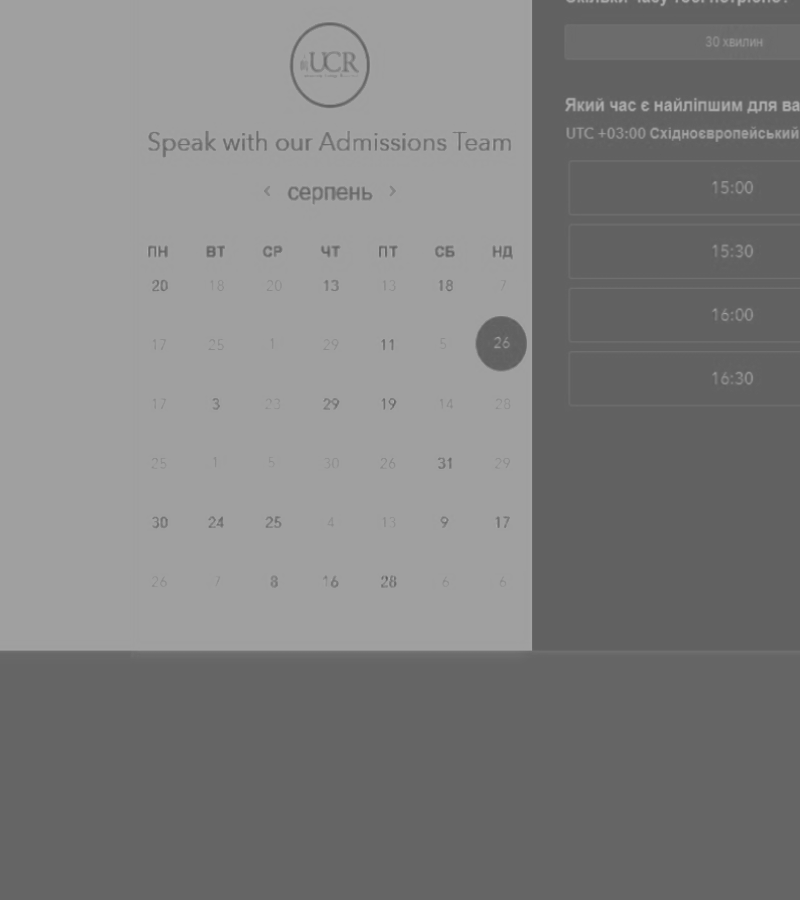 UCR
Speak with our Admissions Team
< серпень >
ПН ВТ СР ЧТ ПТ СБ НД
20 18 20 13 13 18 7
17 25 1 29 11 5 26
17 3 23 29 19 14 28
25 1 5 30 26 31 29
30 24 25 4 13 9 17
26 7 8 16 28 6 6
30 хвилин
Який час є найліпшим для ва
UTC +03:00 Східноєвропейський
15:00
15:30
16:00
16:30